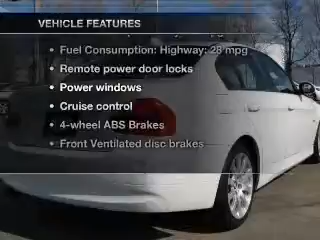 VEHICLE FEATURES
Fuel Consumption: Highway: 28 mpg
Remote power door locks
Power windows
Cruise control
4-wheel ABS Brakes
Front Ventilated disc brakes